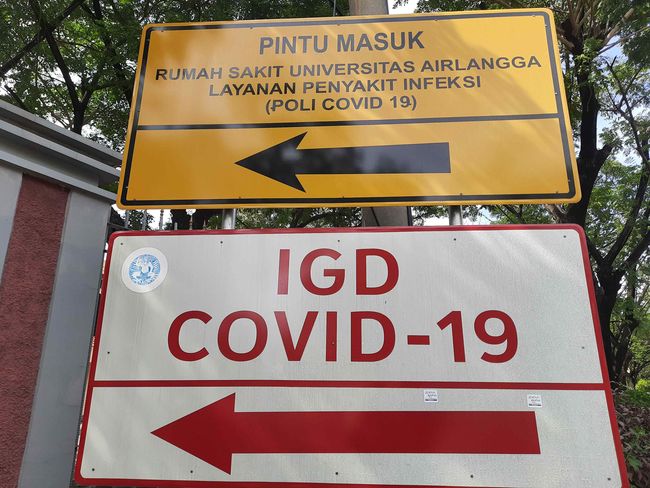 PINTU MASUK
RUMAH SAKIT UNIVERSITAS AIRLANGGA
LAYANAN PENYAKIT INFEKSI
(POLI COVID 19)
IGD
COVID-19